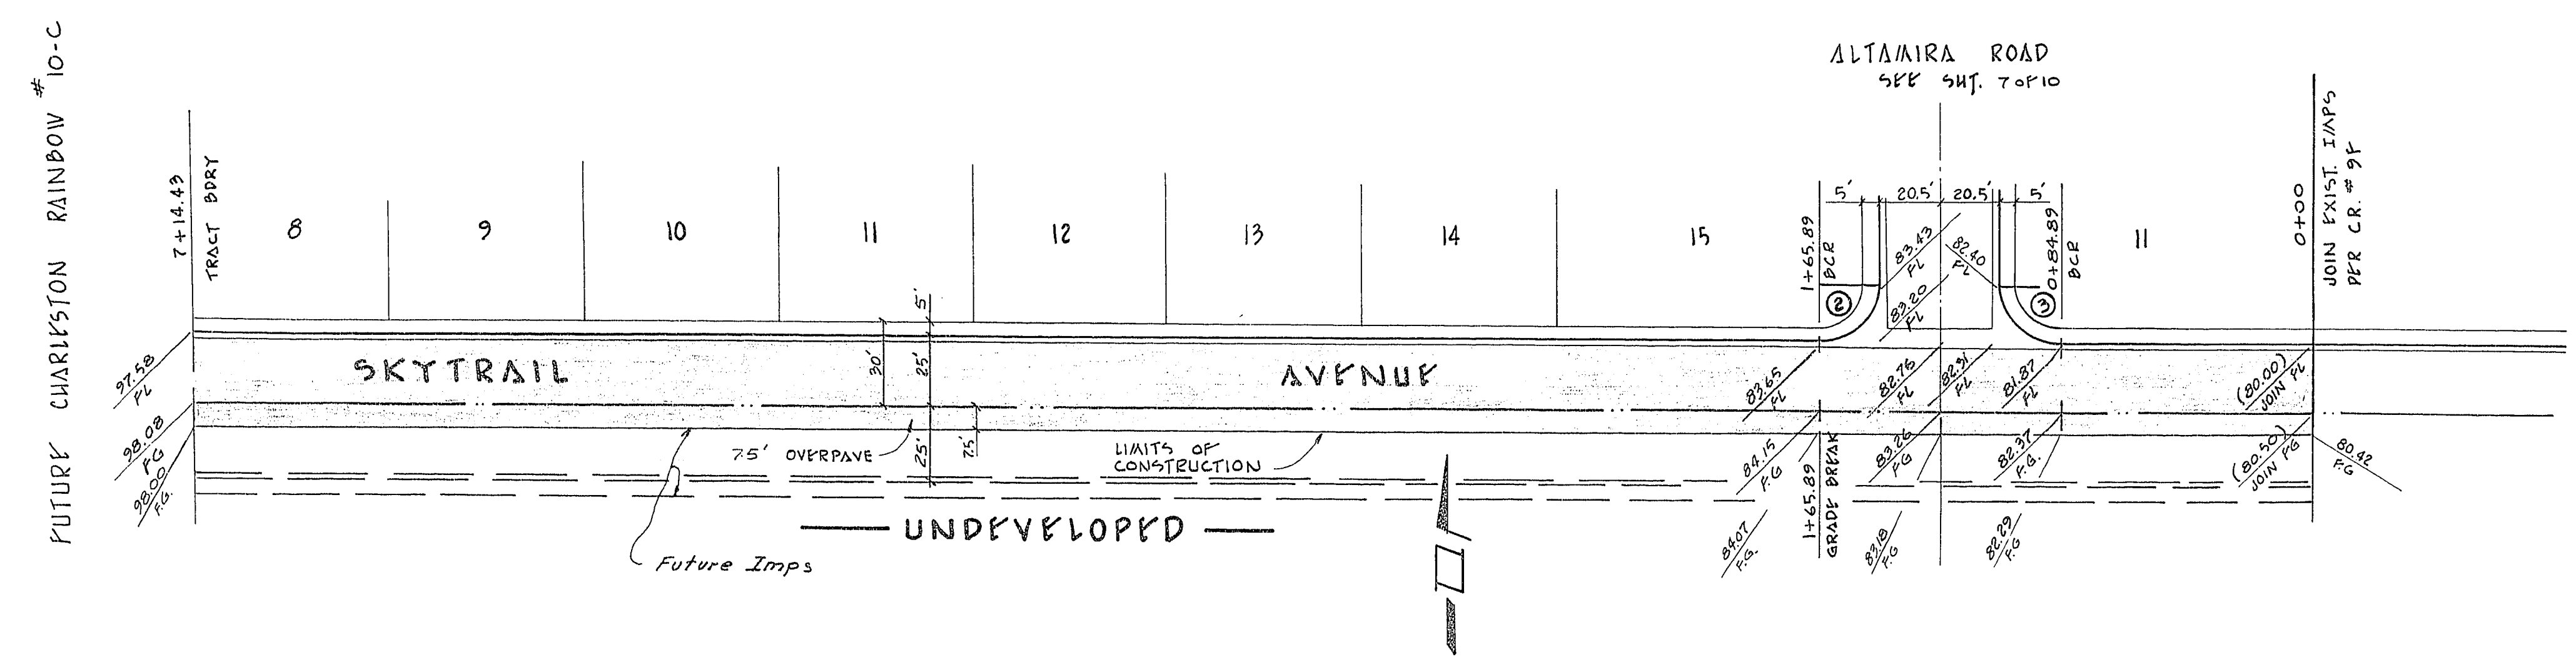 FUTURE CHARLESTON RAINBOW #10-C
7+14.43
TRACT BDRY
8
9
10
11
12
13
14
15
ALTAMIRA ROAD
SEE SHT. 7 OF 10
1+65.89
BCR
5'
20.5'
20.5'
5'
0+84.89
BCR
2
3
83.43
FL
82.40
FL
83.20
FL
11
0+00
JOIN EXIST. IMPS
PER CR. #9F
SKYTRAIL AVENUE
5'
30'
25'
25'
7.5'
97.58
FL
98.08
FG
98.00
F.G.
83.65
FL
82.76
FL
82.31
FL
81.87
FL
(80.00)
JOIN FL
7.5' OVERPAVE
LIMITS OF
CONSTRUCTION
84.15
F.G
83.26
FG
82.37
F.G.
(80.50)
JOIN FG
80.42
F.G
1+65.89
GRADE BREAK
84.07
F.G.
83.18
F.G
82.29
F.G
UNDEVELOPED
Future Imps